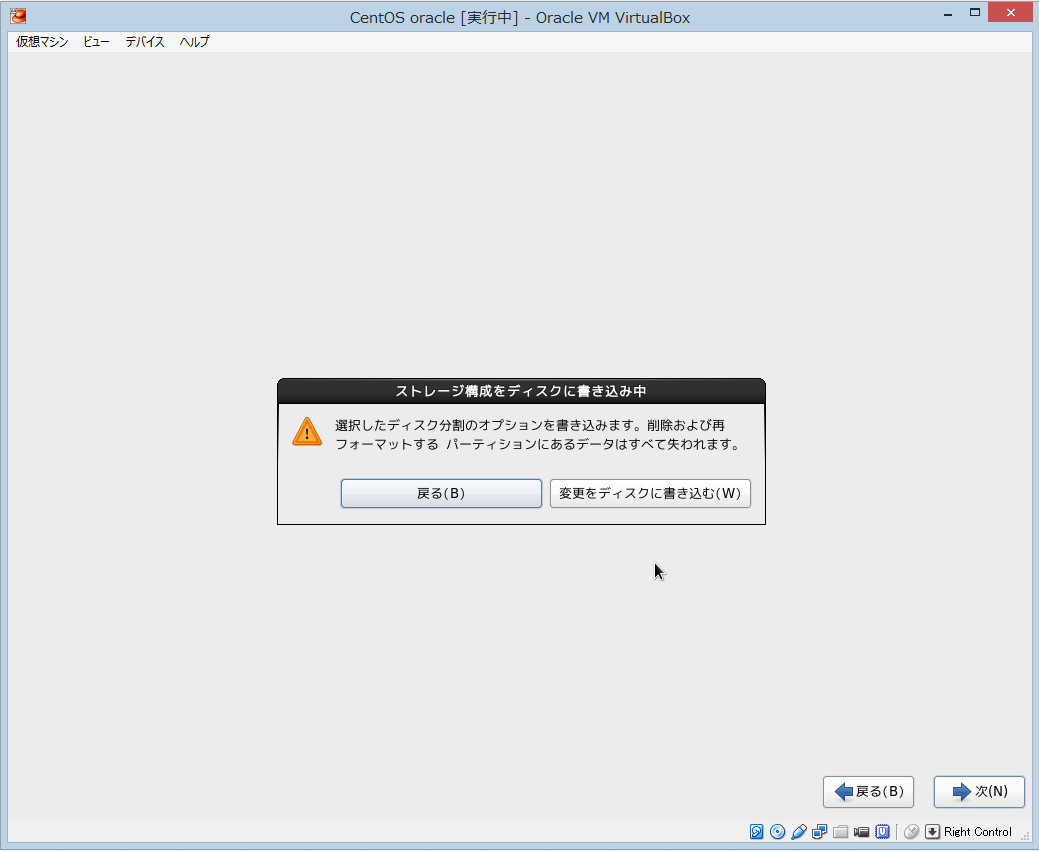 CentOS oracle [実行中] - Oracle VM VirtualBox
仮想マシン ビュー デバイス ヘルプ
ストレージ構成をディスクに書き込み中
選択したディスク分割のオプションを書き込みます。削除および再
フォーマットする パーティションにあるデータはすべて失われます。
戻る(B) 変更をディスクに書き込む(W)
戻る(B) 次(N)
Right Control